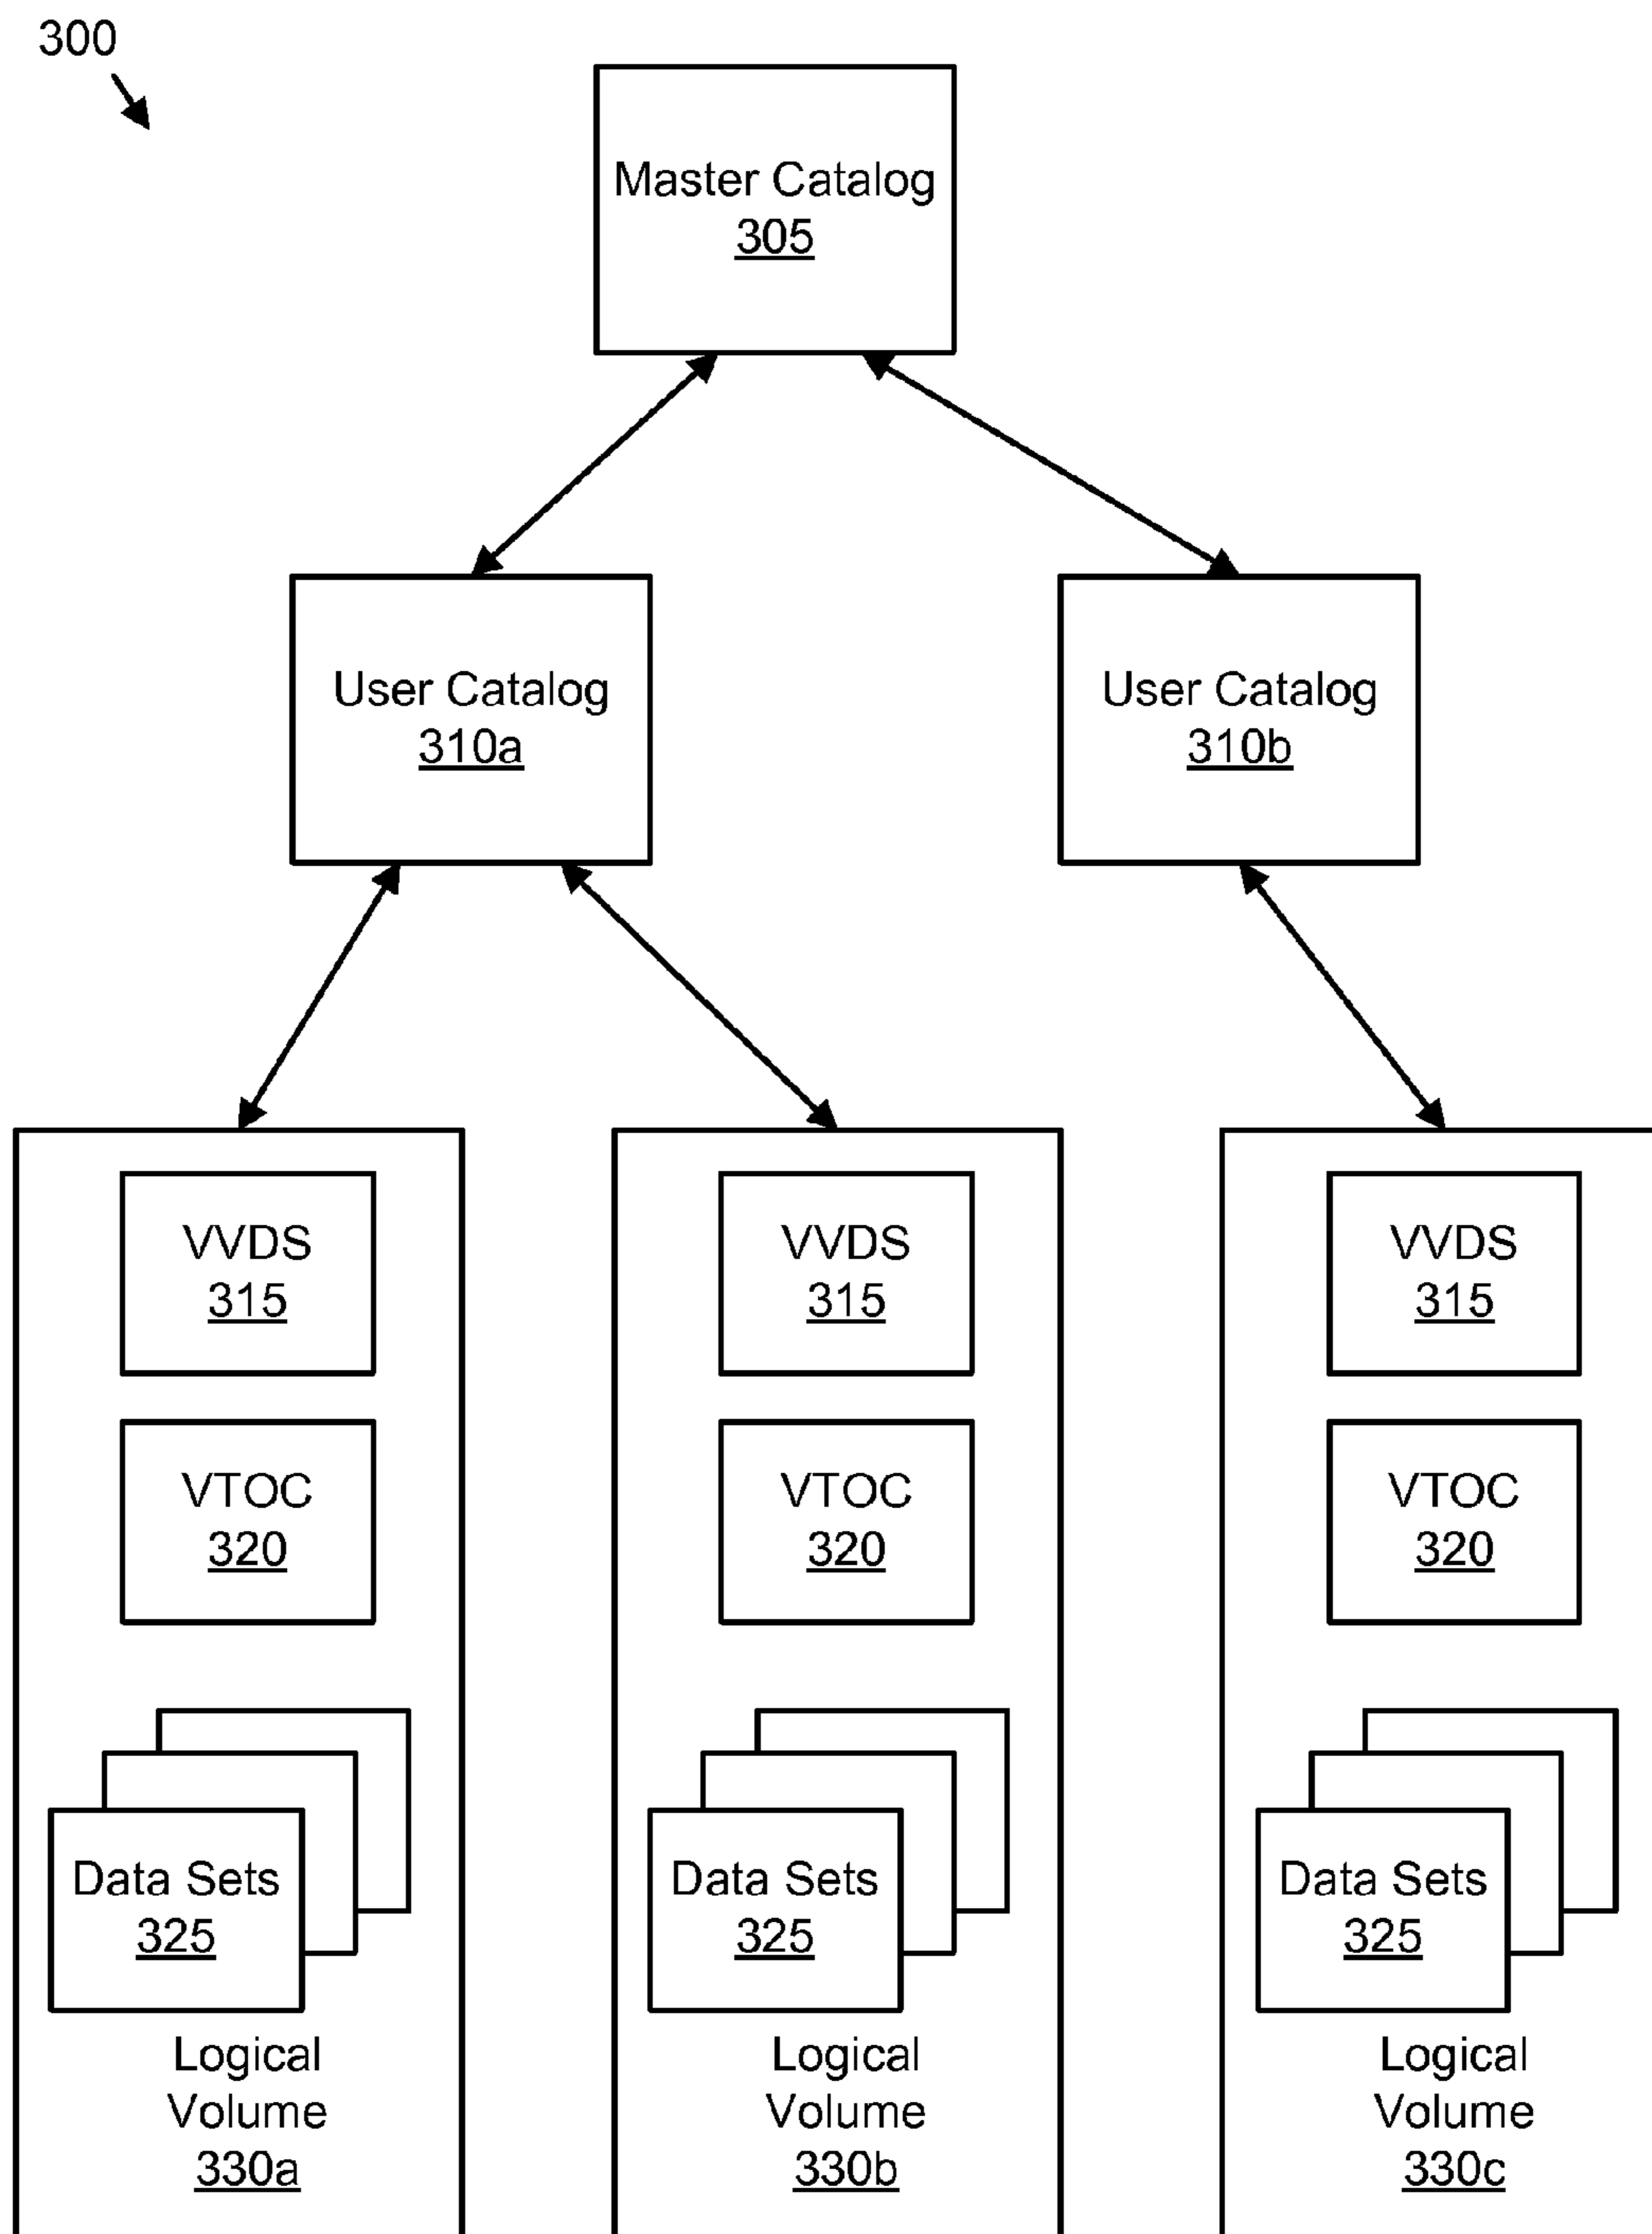 300
Master Catalog
305
User Catalog
310a
User Catalog
310b
VVDS
315
VTOC
320
Data Sets
325
Logical
Volume
330a
VVDS
315
VTOC
320
Data Sets
325
Logical
Volume
330b
VVDS
315
VTOC
320
Data Sets
325
Logical
Volume
330c